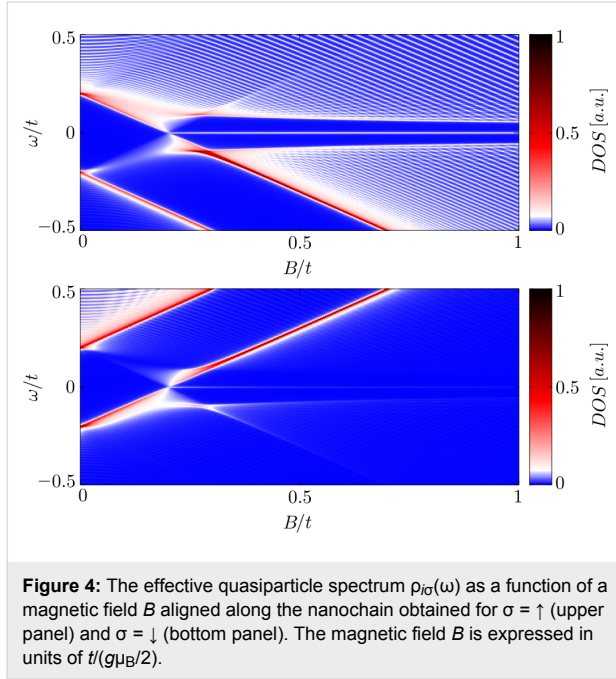 0.5
0
−0.5
ω/t
0
0.5
1
B/t
1
0.5
0
DOS [a.u.]
0.5
0
−0.5
ω/t
0
0.5
1
B/t
1
0.5
0
DOS [a.u.]
Figure 4: The effective quasiparticle spectrum ρiσ(ω) as a function of a
magnetic field B aligned along the nanochain obtained for σ = ↑ (upper
panel) and σ = ↓ (bottom panel). The magnetic field B is expressed in
units of t/(gμB/2).